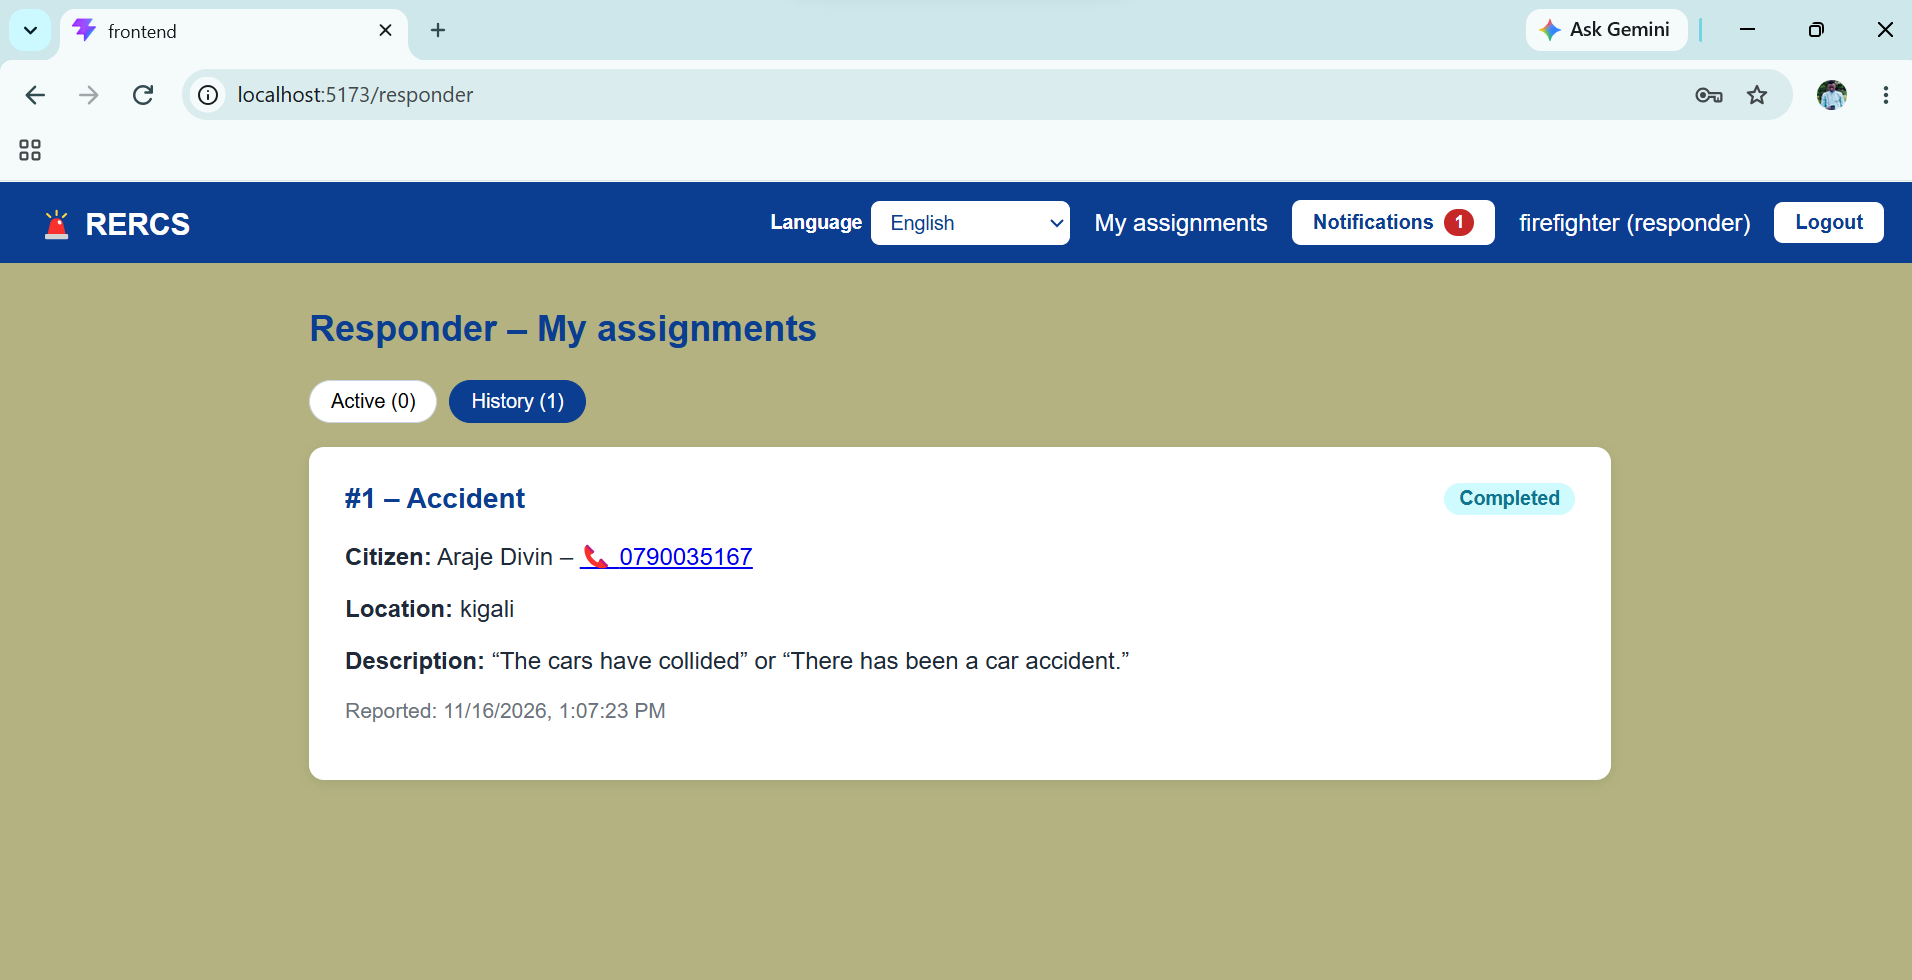 frontend
Ask Gemini
localhost:5173/responder
RERCS
Language
English
My assignments
Notifications 1
firefighter (responder)
Logout
Responder – My assignments
Active (0)
History (1)
#1 – Accident
Completed
Citizen: Araje Divin – 📞 0790035167
Location: kigali
Description: “The cars have collided” or “There has been a car accident.”
Reported: 11/16/2026, 1:07:23 PM